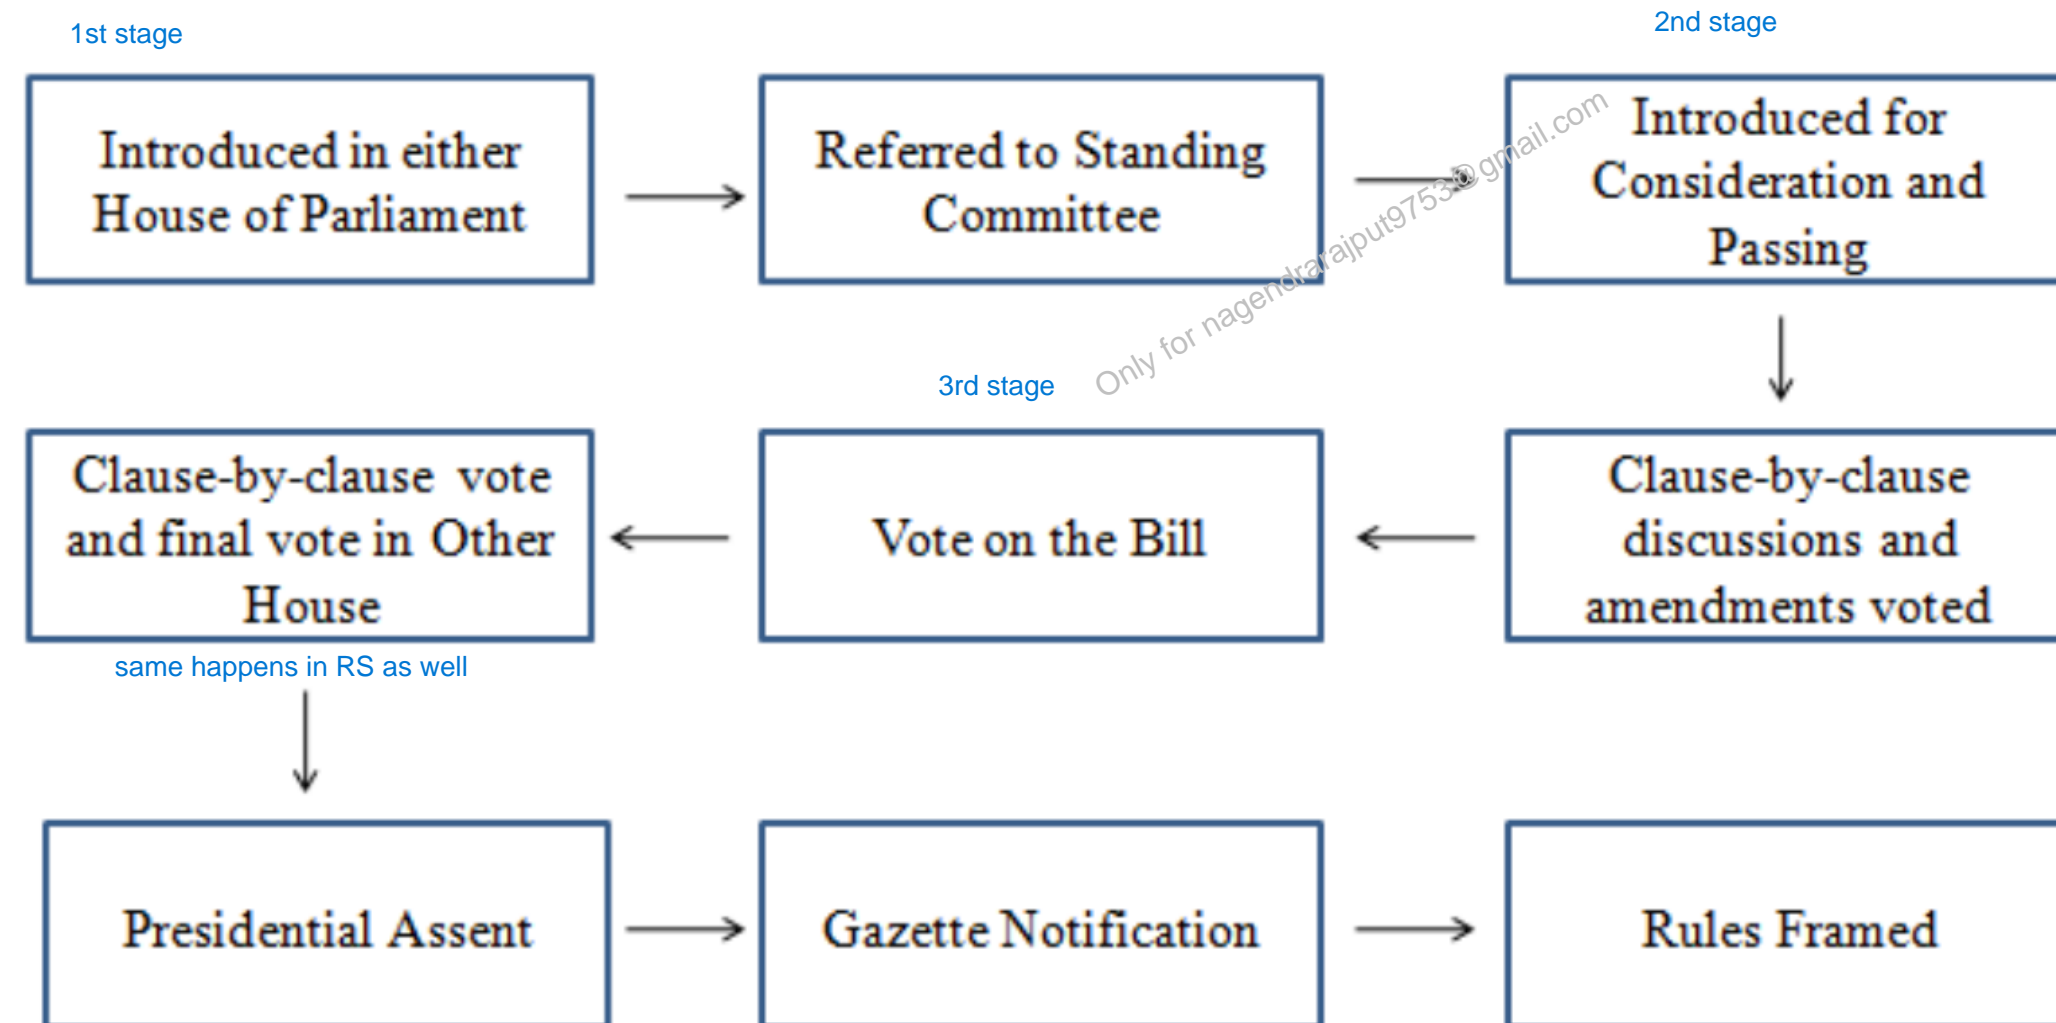 1st stage
2nd stage
Introduced in either
House of Parliament
Referred to Standing
Committee
Introduced for
Consideration and
Passing
Only for nagendrarajput9753@gmail.com
3rd stage
Clause-by-clause vote
and final vote in Other
House
Vote on the Bill
Clause-by-clause
discussions and
amendments voted
same happens in RS as well
Presidential Assent
Gazette Notification
Rules Framed